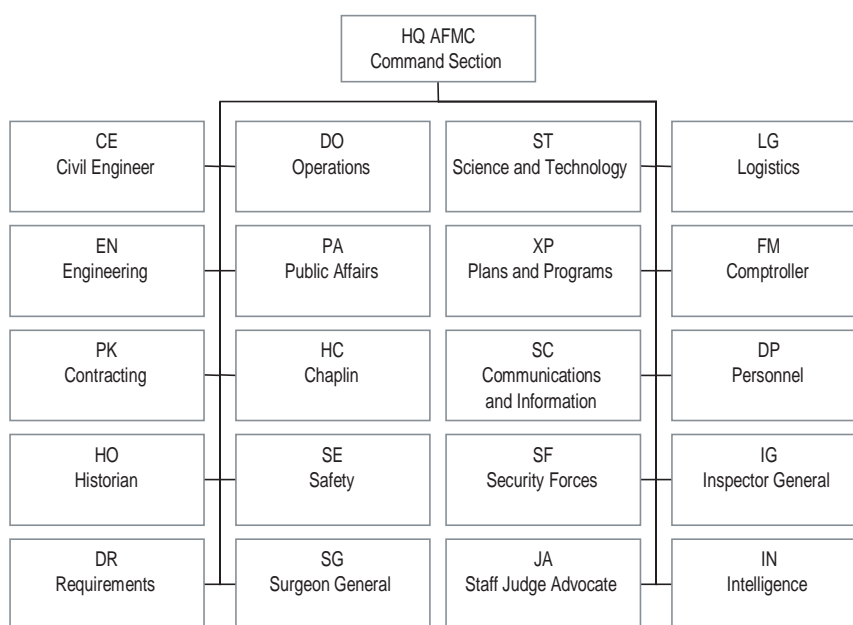 HQ AFMC
Command Section
CE
Civil Engineer
DO
Operations
ST
Science and Technology
LG
Logistics
EN
Engineering
PA
Public Affairs
XP
Plans and Programs
FM
Comptroller
PK
Contracting
HC
Chaplin
SC
Communications
and Information
DP
Personnel
HO
Historian
SE
Safety
SF
Security Forces
IG
Inspector General
DR
Requirements
SG
Surgeon General
JA
Staff Judge Advocate
IN
Intelligence